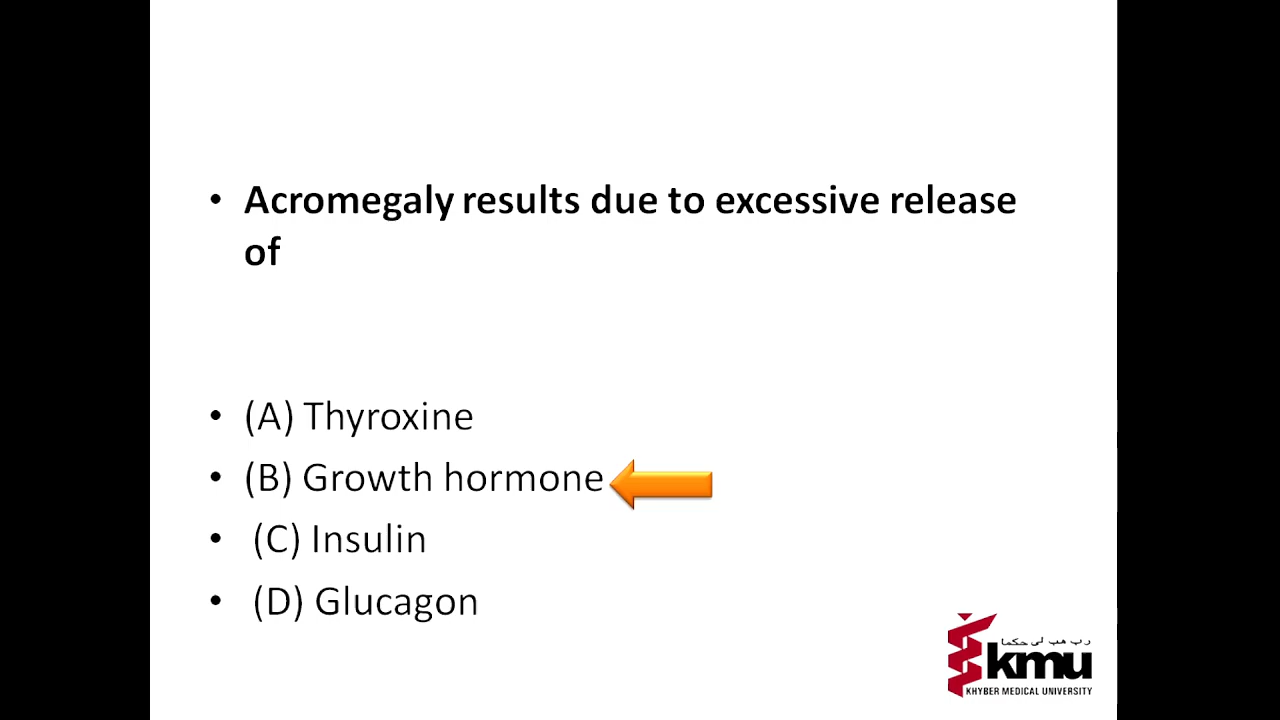 • Acromegaly results due to excessive release
of
• (A) Thyroxine
• (B) Growth hormone
• (C) Insulin
• (D) Glucagon
kmu
KHYBER MEDICAL UNIVERSITY